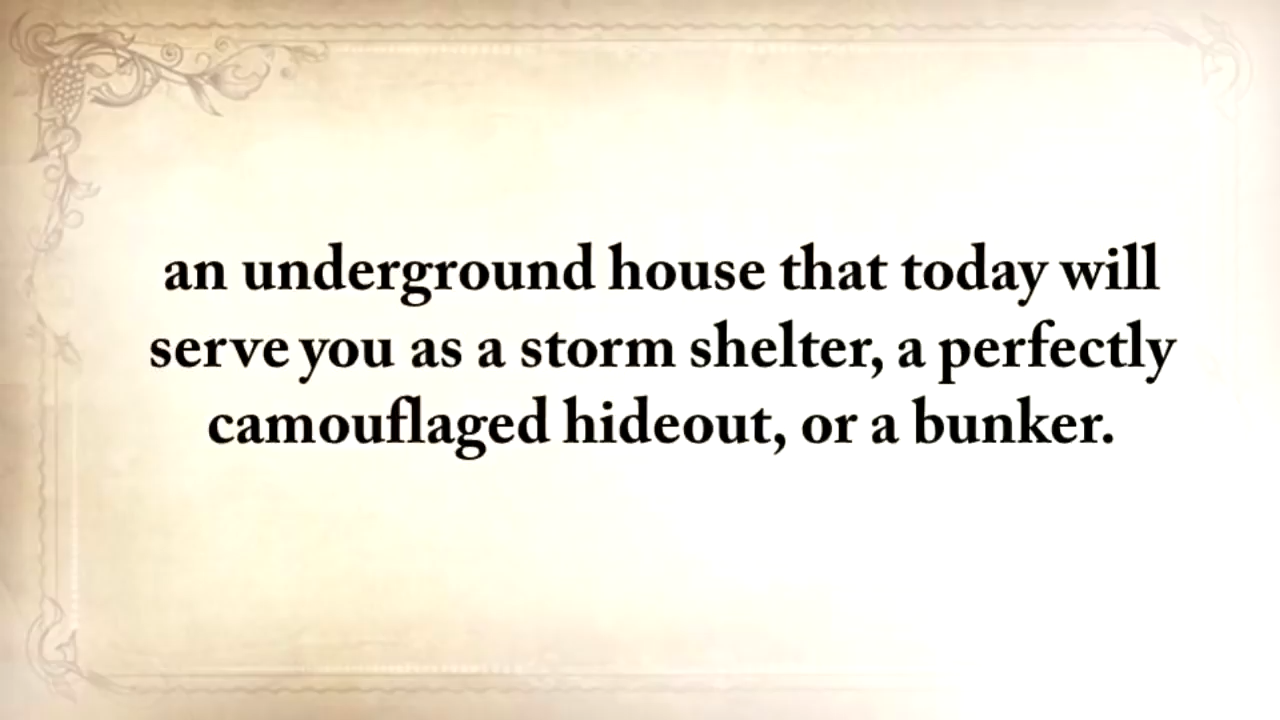 an underground house that today will
serve you as a storm shelter, a perfectly
camouflaged hideout, or a bunker.